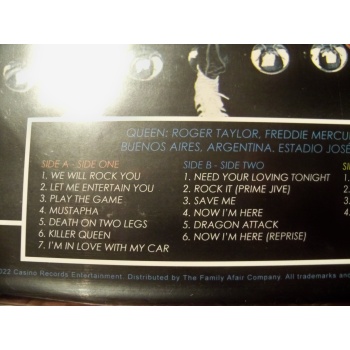 QUEEN: ROGER TAYLOR, FREDDIE MERCU
BUENOS AIRES, ARGENTINA. ESTADIO JOSÉ
SIDE A - SIDE ONE
1. WE WILL ROCK YOU
2. LET ME ENTERTAIN YOU
3. PLAY THE GAME
4. MUSTAPHA
5. DEATH ON TWO LEGS
6. KILLER QUEEN
7. I'M IN LOVE WITH MY CAR
SIDE B - SIDE TWO
1. NEED YOUR LOVING TONIGHT
2. ROCK IT (PRIME JIVE)
3. SAVE ME
4. NOW I'M HERE
5. DRAGON ATTACK
6. NOW I'M HERE (REPRISE)
022 Casino Records Entertainment. Distributed by The Family Afair Company. All trademarks and